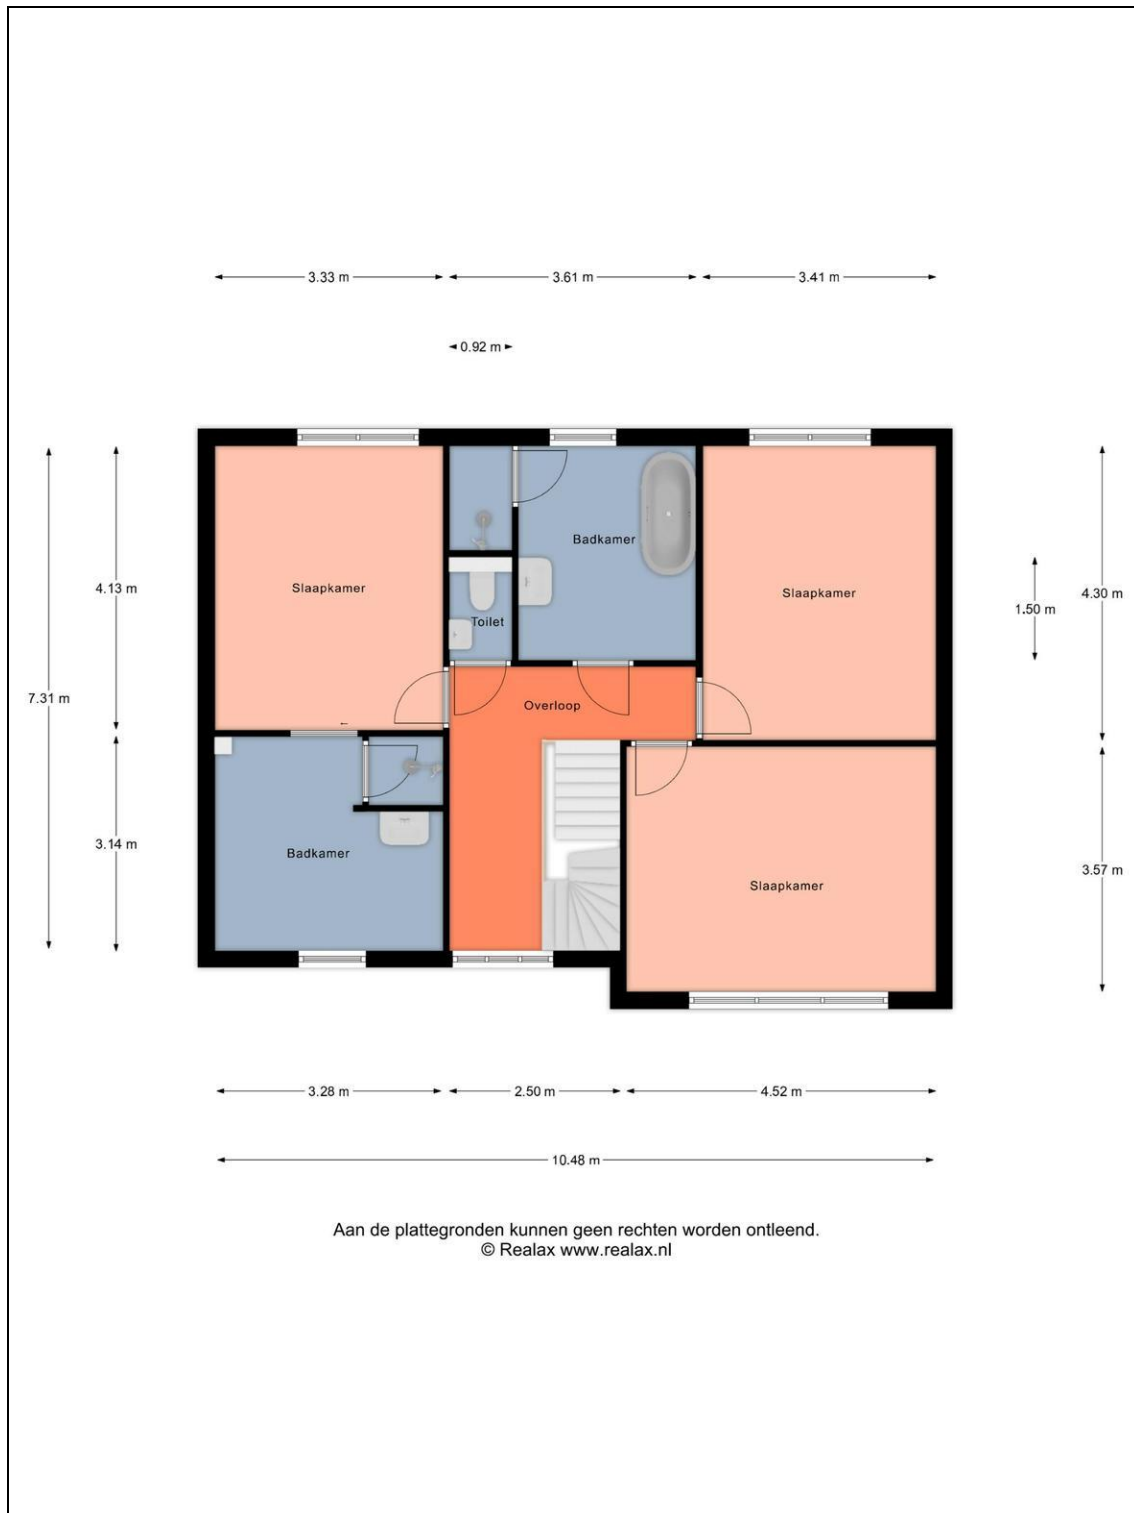 3.33 m
3.61 m
3.41 m
0.92 m
Badkamer
Slaapkamer
4.13 m
Slaapkamer
4.30 m
1.50 m
Toilet
7.31 m
Overloop
3.14 m
Badkamer
3.57 m
Slaapkamer
3.28 m
2.50 m
4.52 m
10.48 m
Aan de plattegronden kunnen geen rechten worden ontleend.
© Realax www.realax.nl